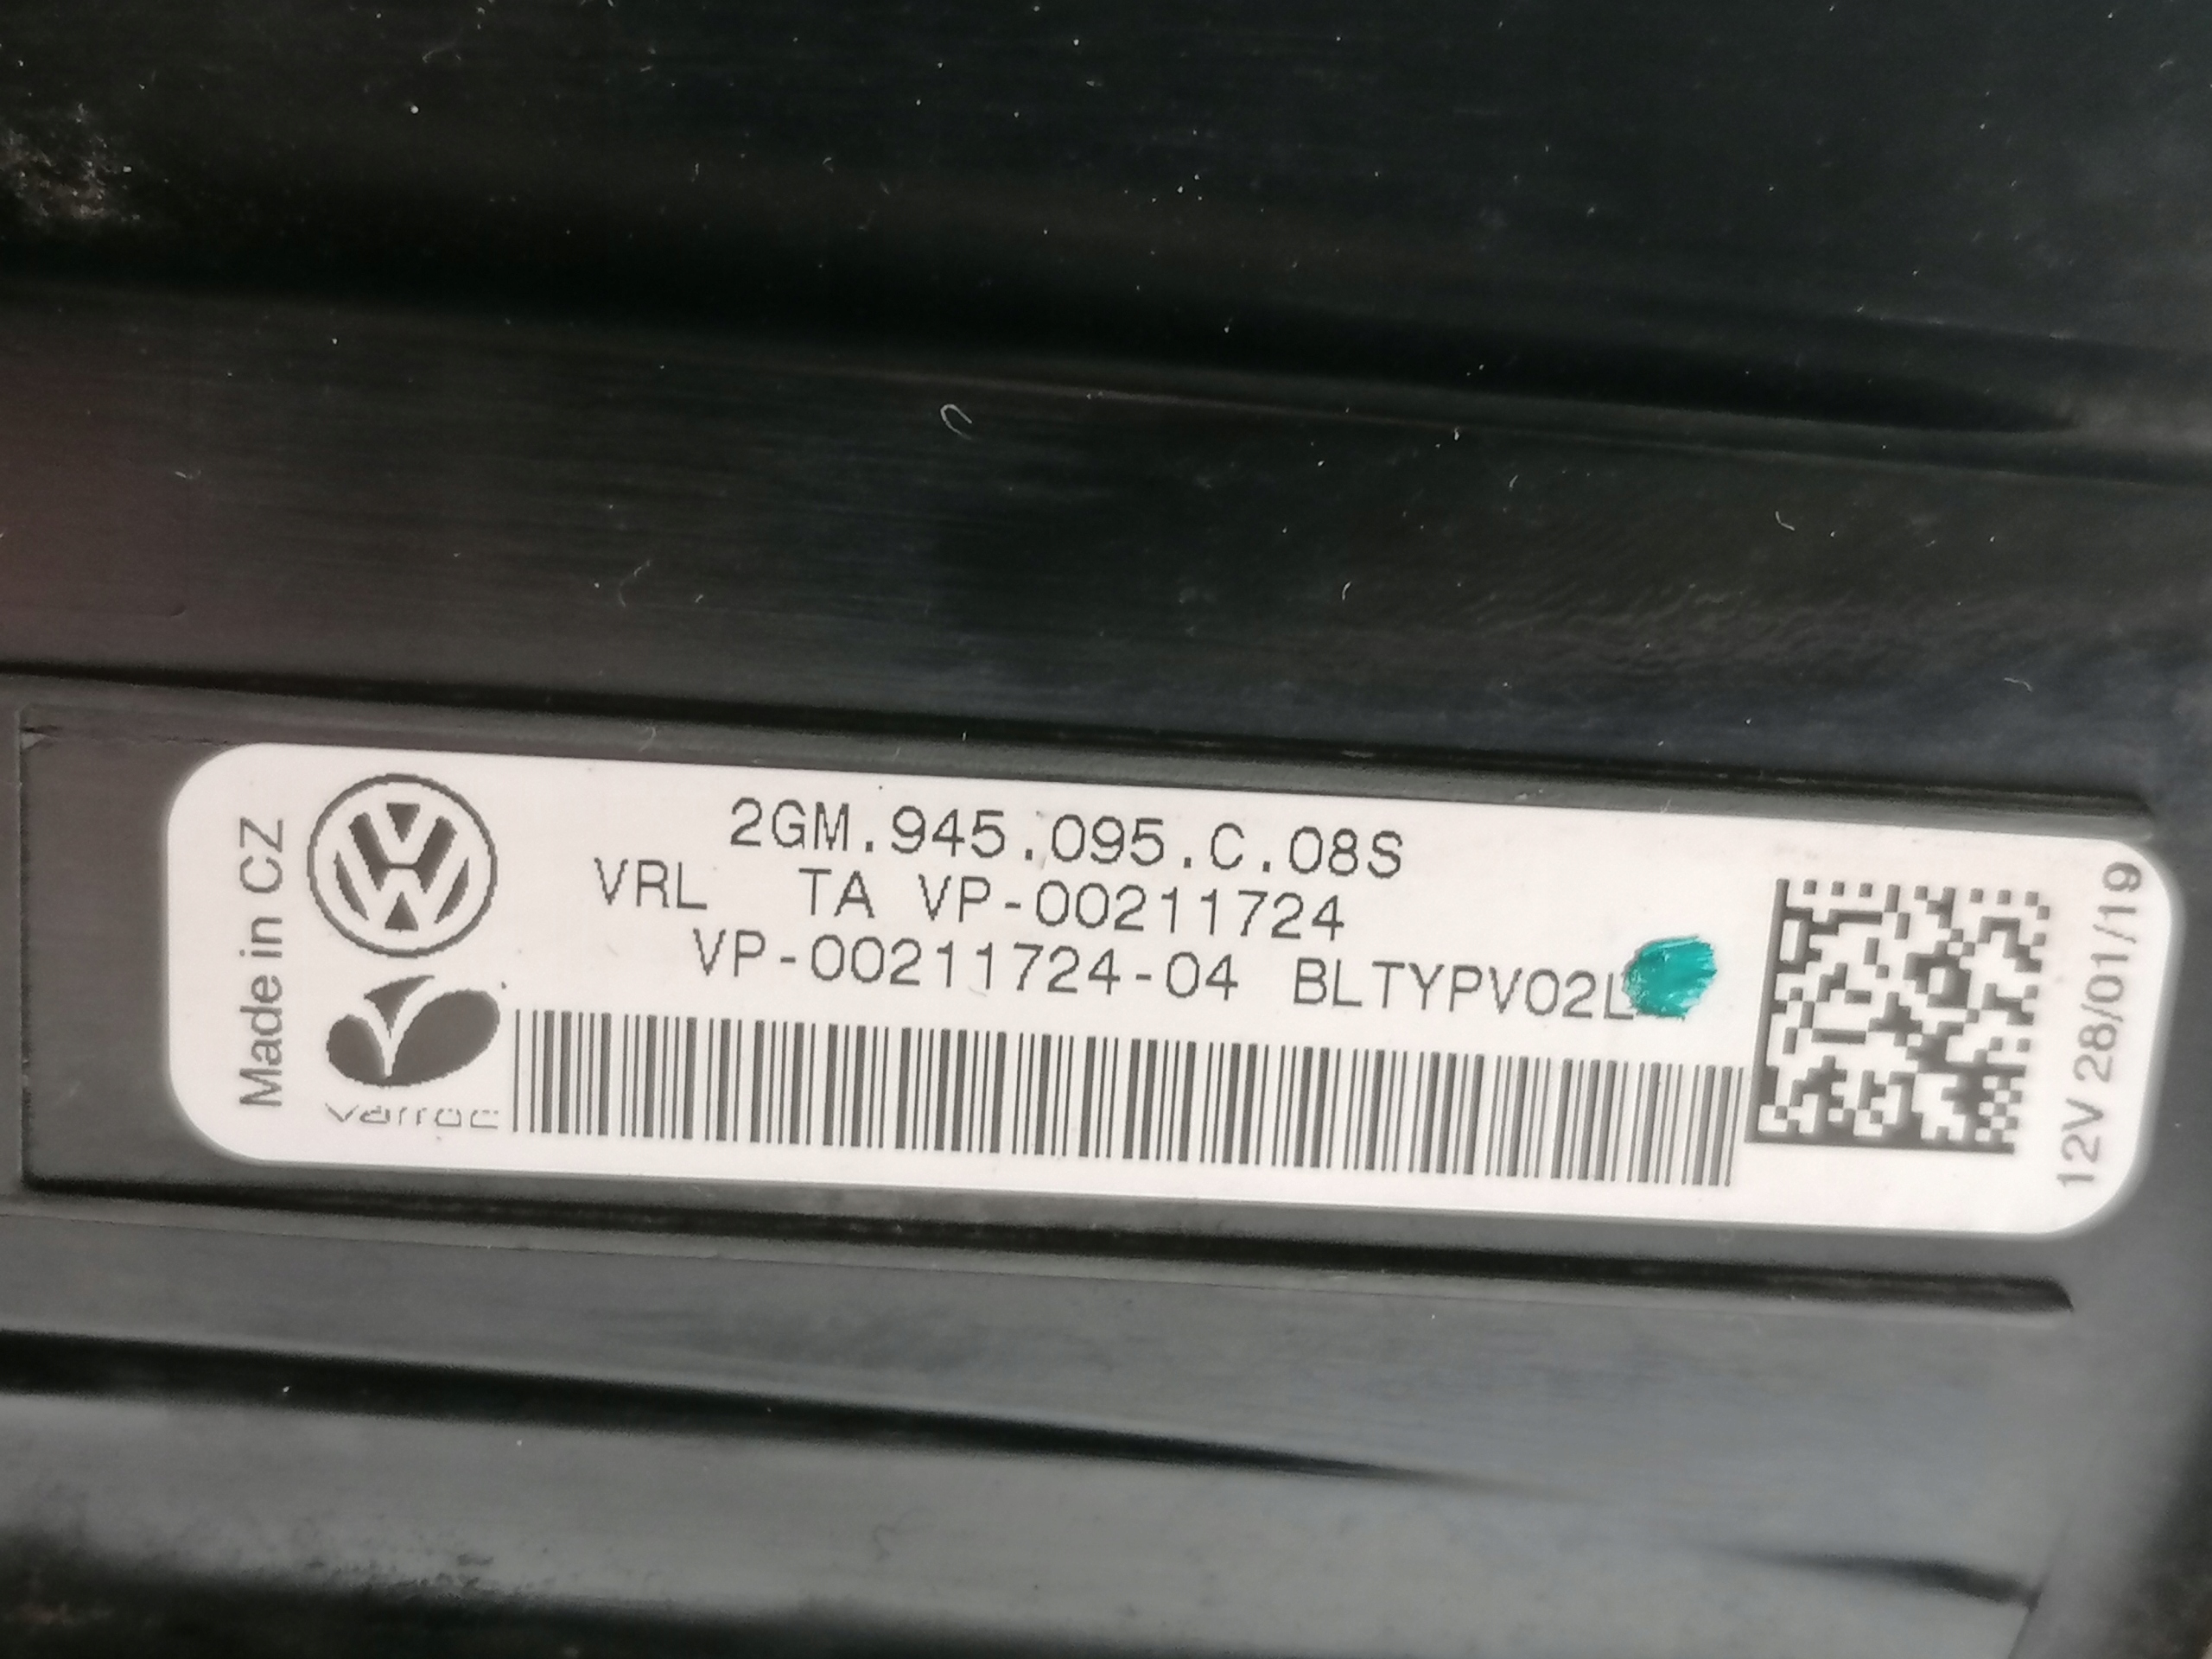 Made in CZ
2GM.945.095.C.08S
VRL TA VP-00211724
VP-00211724-04 BLTYPV02L
varroc
12V 28/01/19